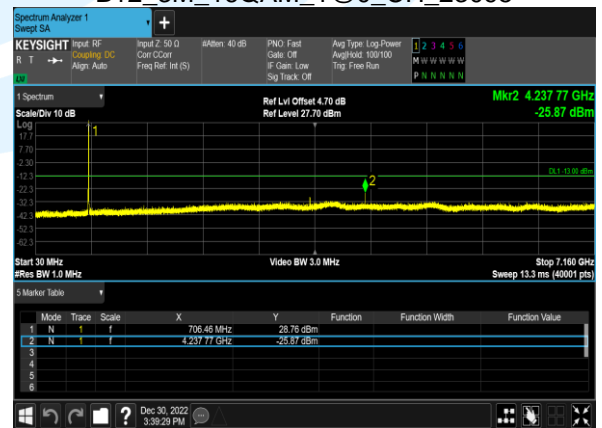 Spectrum Analyzer 1
Swept SA
KEYSIGHT Input: RF Input Z: 50 Ω #Atten: 40 dB PNO: Fast Avg Type: Log-Power 1 2 3 4 5 6
R T Coupling: DC Corr CCorr Gate: Off Avg|Hold: 100/100 M W W W W W
Align: Auto Freq Ref: Int (S) IF Gain: Low Trig: Free Run
Sig Track: Off P N N N N N
LXI
1 Spectrum Ref Lvl Offset 4.70 dB Mkr2 4.237 77 GHz
Scale/Div 10 dB Ref Level 27.70 dBm -25.87 dBm
Log
17.7 1
7.70
-2.30
-12.3 2 DL1 -13.00 dBm
-22.3
-32.3
-42.3
-52.3
-62.3
Start 30 MHz Video BW 3.0 MHz Stop 7.160 GHz
#Res BW 1.0 MHz Sweep 13.3 ms (40001 pts)
5 Marker Table
Mode Trace Scale X Y Function Function Width Function Value
1 N 1 f 706.46 MHz 28.76 dBm
2 N 1 f 4.237 77 GHz -25.87 dBm
3
4
5
6
? Dec 30, 2022
3:39:29 PM